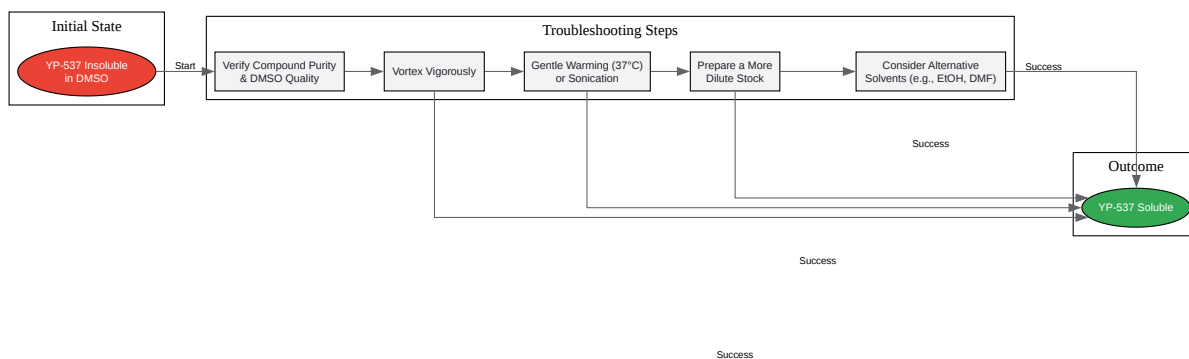 Initial State
YP-537 Insoluble
in DMSO
Start
Troubleshooting Steps
Verify Compound Purity
& DMSO Quality
Vortex Vigorously
Gentle Warming (37°C)
or Sonication
Prepare a More
Dilute Stock
Consider Alternative
Solvents (e.g., EtOH, DMF)
Success
Success
Outcome
YP-537 Soluble
Success
Success